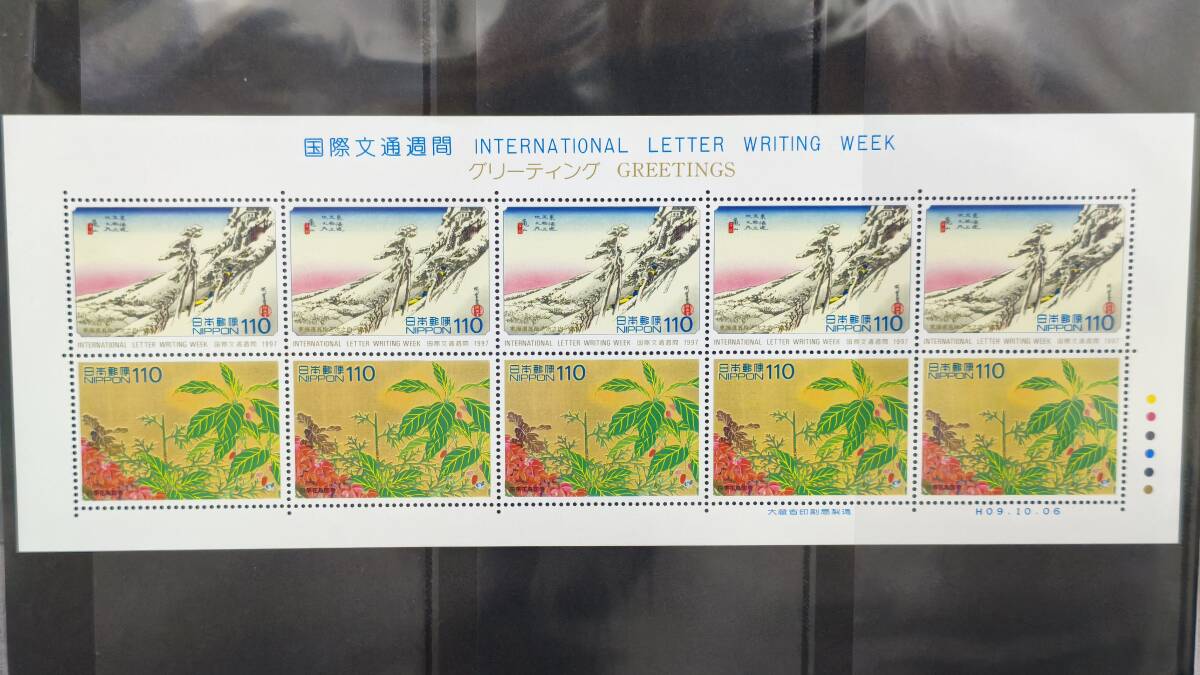 国際文通週間 INTERNATIONAL LETTER WRITING WEEK
グリーティング GREETINGS
日本郵便 NIPPON 110
日本郵便 NIPPON 110
日本郵便 NIPPON 110
日本郵便 NIPPON 110
日本郵便 NIPPON 110
INTERNATIONAL LETTER WRITING WEEK 国際文通週間 1997
INTERNATIONAL LETTER WRITING WEEK 国際文通週間 1997
INTERNATIONAL LETTER WRITING WEEK 国際文通週間 1997
INTERNATIONAL LETTER WRITING WEEK 国際文通週間 1997
INTERNATIONAL LETTER WRITING WEEK 国際文通週間 1997
日本郵便 NIPPON 110
日本郵便 NIPPON 110
日本郵便 NIPPON 110
日本郵便 NIPPON 110
日本郵便 NIPPON 110
大蔵省印刷局製造
H09.10.06